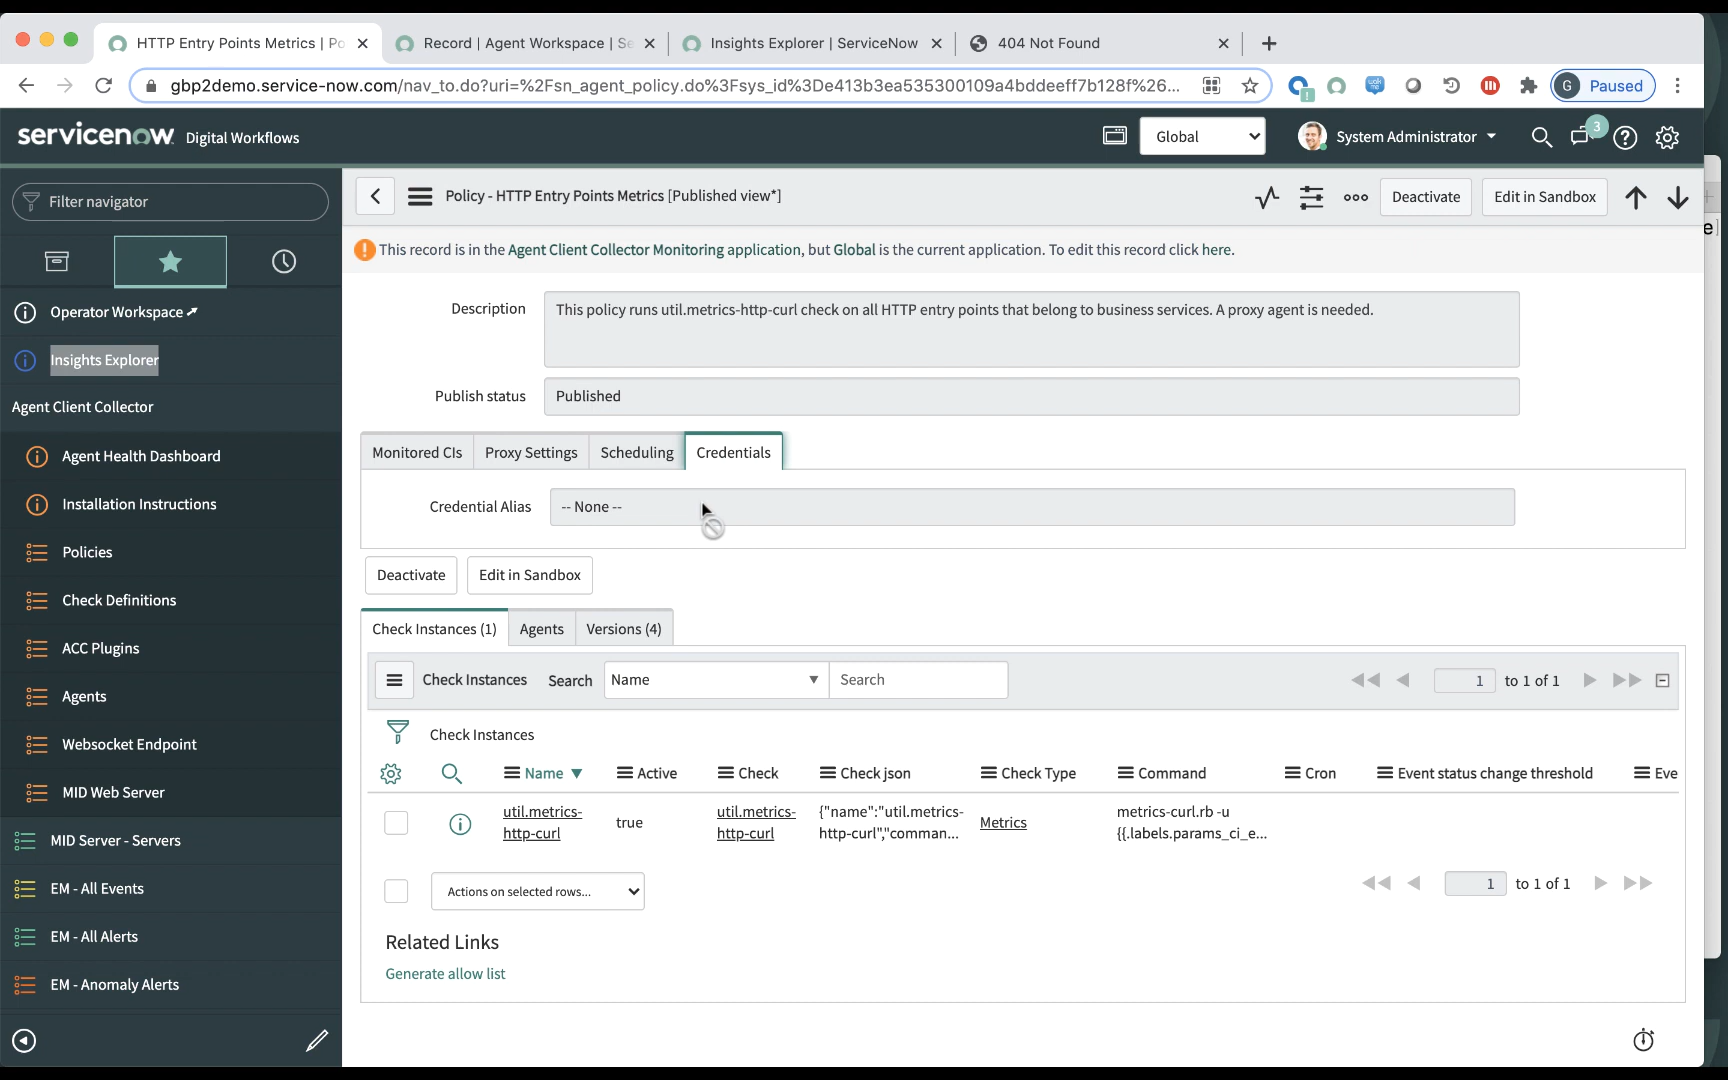 HTTP Entry Points Metrics | Po
Record | Agent Workspace | Se
Insights Explorer | ServiceNow
404 Not Found
gbp2demo.service-now.com/nav_to.do?uri=%2Fsn_agent_policy.do%3Fsys_id%3De413b3ea535300109a4bddeeff7b128f%26...
G Paused
servicenow Digital Workflows
Global
System Administrator
3
Filter navigator
Policy - HTTP Entry Points Metrics [Published view*]
Deactivate
Edit in Sandbox
This record is in the Agent Client Collector Monitoring application, but Global is the current application. To edit this record click here.
Operator Workspace
Insights Explorer
Agent Client Collector
Agent Health Dashboard
Installation Instructions
Policies
Check Definitions
ACC Plugins
Agents
Websocket Endpoint
MID Web Server
MID Server - Servers
EM - All Events
EM - All Alerts
EM - Anomaly Alerts
Description
This policy runs util.metrics-http-curl check on all HTTP entry points that belong to business services. A proxy agent is needed.
Publish status
Published
Monitored CIs
Proxy Settings
Scheduling
Credentials
Credential Alias
-- None --
Deactivate
Edit in Sandbox
Check Instances (1)
Agents
Versions (4)
Check Instances
Search
Name
Search
1 to 1 of 1
Check Instances
Name
Active
Check
Check json
Check Type
Command
Cron
Event status change threshold
Eve
util.metrics-
http-curl
true
util.metrics-
http-curl
{"name":"util.metrics-
http-curl","comman...
Metrics
metrics-curl.rb -u
{{.labels.params_ci_e...
Actions on selected rows...
1 to 1 of 1
Related Links
Generate allow list
e]